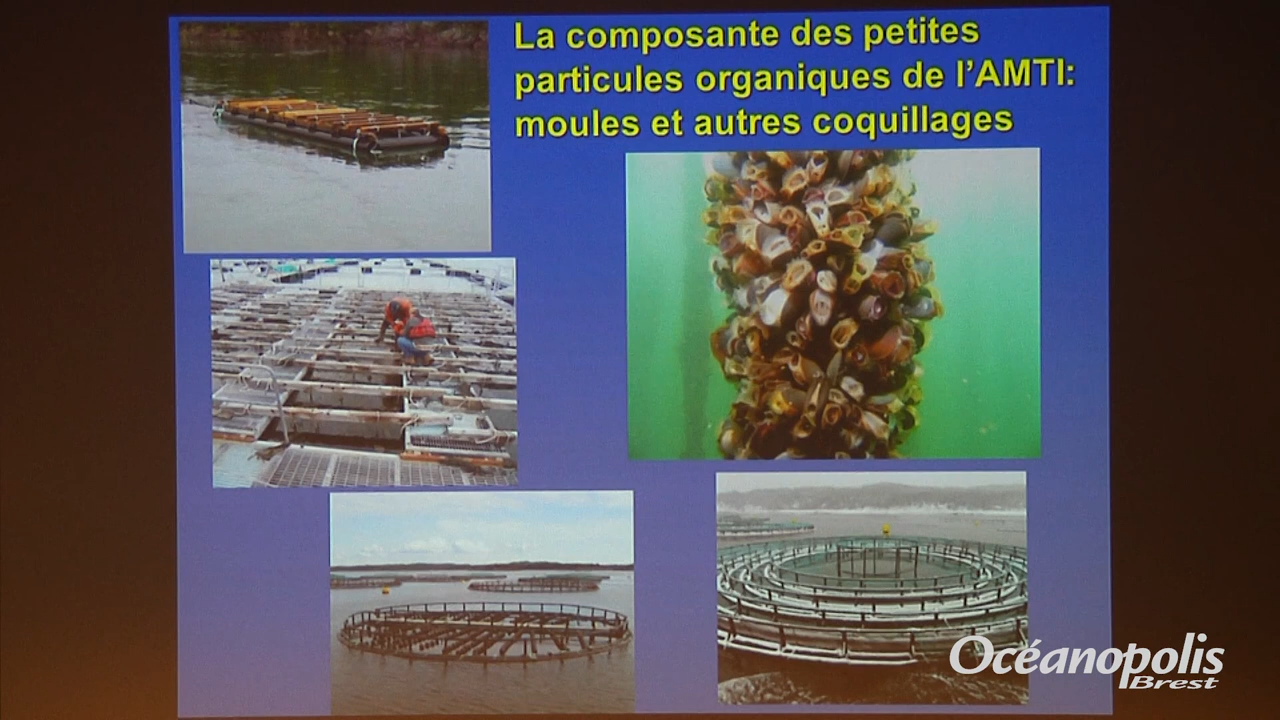 La composante des petites
particules organiques de l'AMTI:
moules et autres coquillages
Océanopolis
Brest